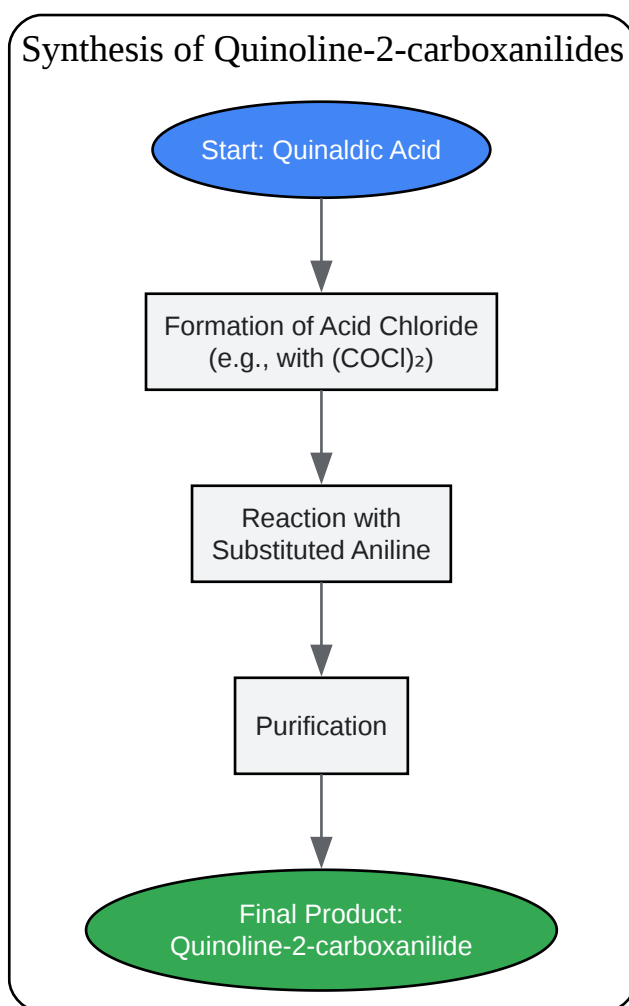 Synthesis of Quinoline-2-carboxanilides
Start: Quinaldic Acid
Formation of Acid Chloride
(e.g., with (COCl)₂)
Reaction with
Substituted Aniline
Purification
Final Product:
Quinoline-2-carboxanilide